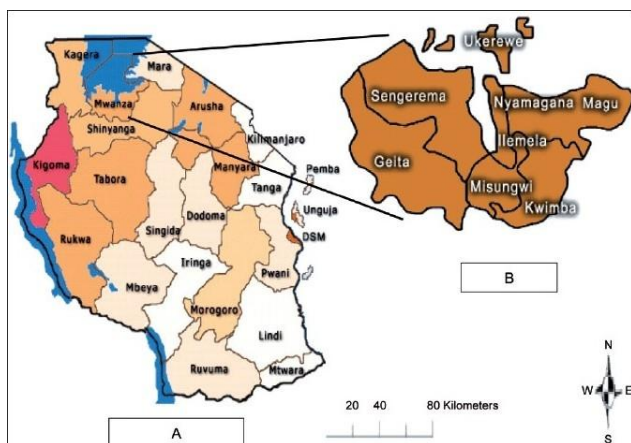 Kagera
Mara
Mwanza
Arusha
Shinyanga
Kilimanjaro
Kigoma
Tabora
Manyara
Tanga
Pemba
Unguja
Dodoma
Singida
DSM
Rukwa
Iringa
Pwani
Mbeya
Morogoro
Lindi
Ruvuma
Mtwara
A
Ukerewe
Sengerema
Nyamagana
Magu
Ilemela
Geita
Misungwi
Kwimba
B
20 40 80 Kilometers
N
W E
S